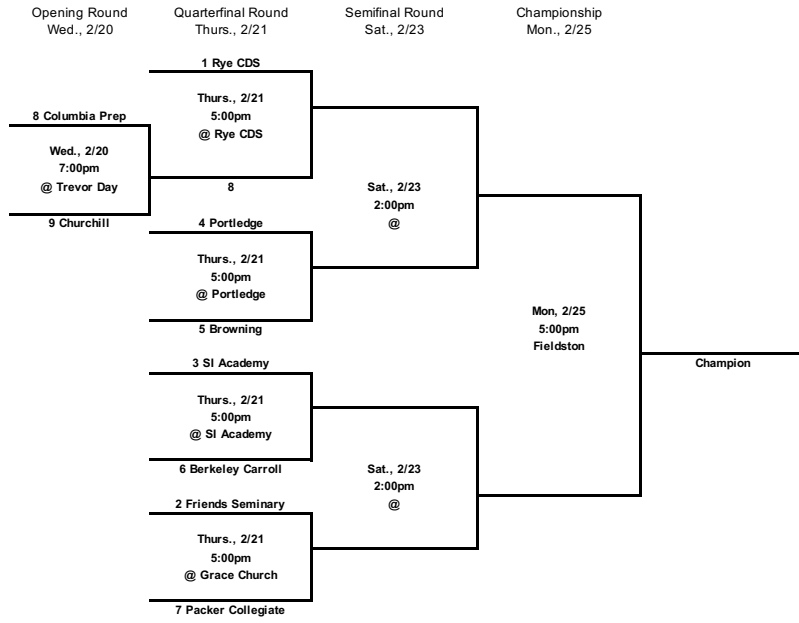 Opening Round
Wed., 2/20
Quarterfinal Round
Thurs., 2/21
Semifinal Round
Sat., 2/23
Championship
Mon., 2/25
1 Rye CDS
Thurs., 2/21
5:00pm
@ Rye CDS
8
8 Columbia Prep
Wed., 2/20
7:00pm
@ Trevor Day
9 Churchill
4 Portledge
Thurs., 2/21
5:00pm
@ Portledge
5 Browning
Sat., 2/23
2:00pm
@
3 SI Academy
Thurs., 2/21
5:00pm
@ SI Academy
6 Berkeley Carroll
2 Friends Seminary
Thurs., 2/21
5:00pm
@ Grace Church
7 Packer Collegiate
Sat., 2/23
2:00pm
@
Mon, 2/25
5:00pm
Fieldston
Champion